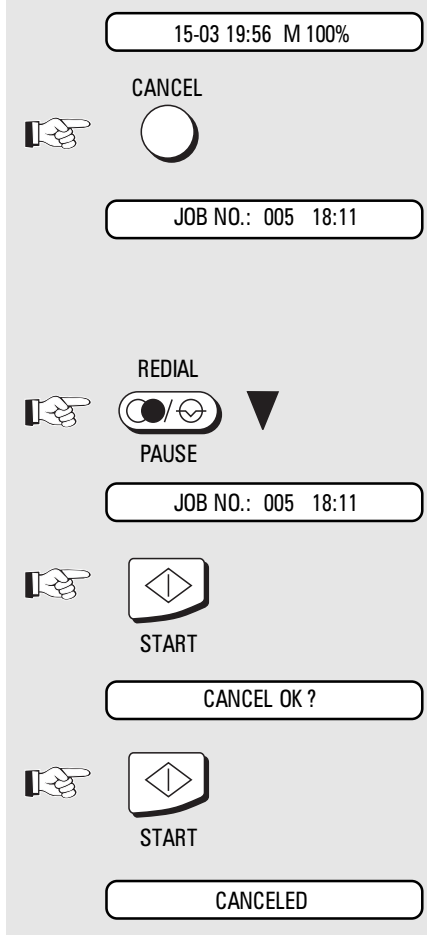 15-03 19:56 M 100%
CANCEL
JOB NO.: 005 18:11
REDIAL
PAUSE
JOB NO.: 005 18:11
START
CANCEL OK ?
START
CANCELED